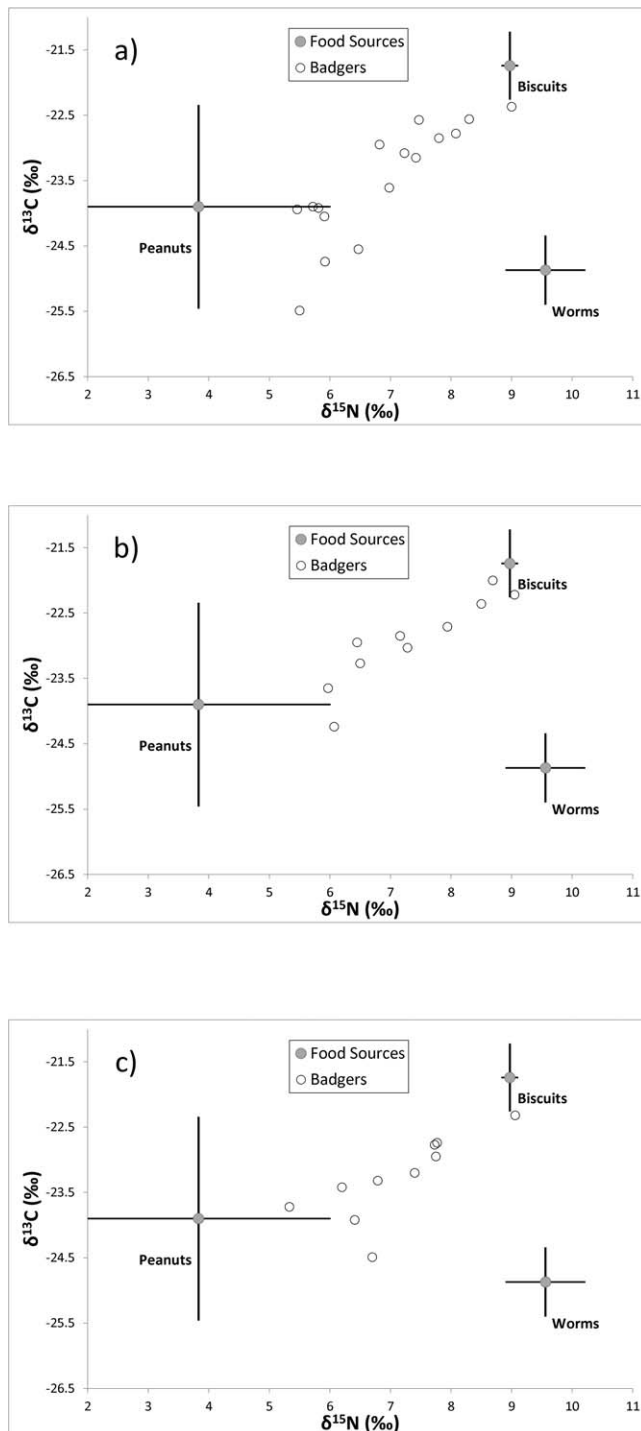 a)
Food Sources
Badgers
δ¹³C (‰)
-21.5
-22.5
-23.5
-24.5
-25.5
-26.5
Biscuits
Peanuts
Worms
2 3 4 5 6 7 8 9 10 11
δ¹⁵N (‰)
b)
Food Sources
Badgers
δ¹³C (‰)
-21.5
-22.5
-23.5
-24.5
-25.5
-26.5
Biscuits
Peanuts
Worms
2 3 4 5 6 7 8 9 10 11
δ¹⁵N (‰)
c)
Food Sources
Badgers
δ¹³C (‰)
-21.5
-22.5
-23.5
-24.5
-25.5
-26.5
Biscuits
Peanuts
Worms
2 3 4 5 6 7 8 9 10 11
δ¹⁵N (‰)